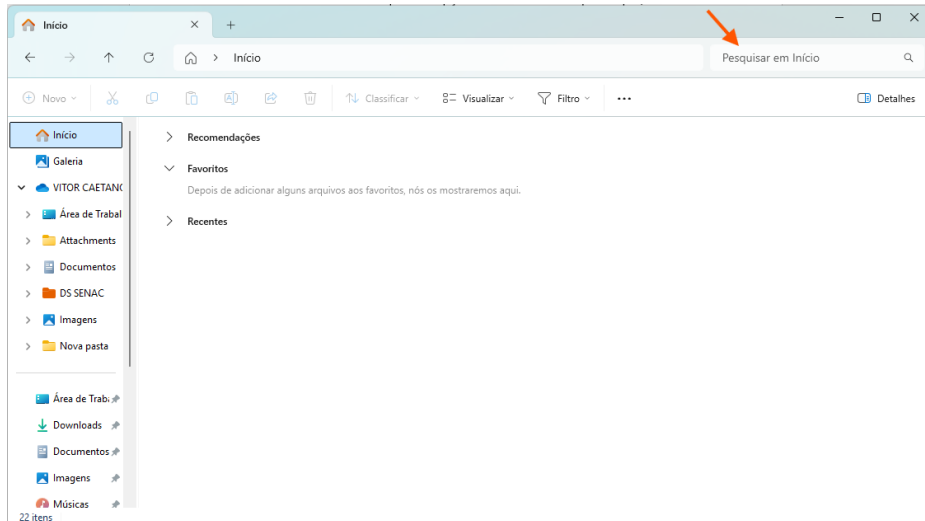 Início
Início
Pesquisar em Início
Novo
Classificar
Visualizar
Filtro
Detalhes
Início
Galeria
VITOR CAETANO
Área de Trabal
Attachments
Documentos
DS SENAC
Imagens
Nova pasta
Área de Trab
Downloads
Documentos
Imagens
Músicas
22 itens
Recomendações
Favoritos
Depois de adicionar alguns arquivos aos favoritos, nós os mostraremos aqui.
Recentes